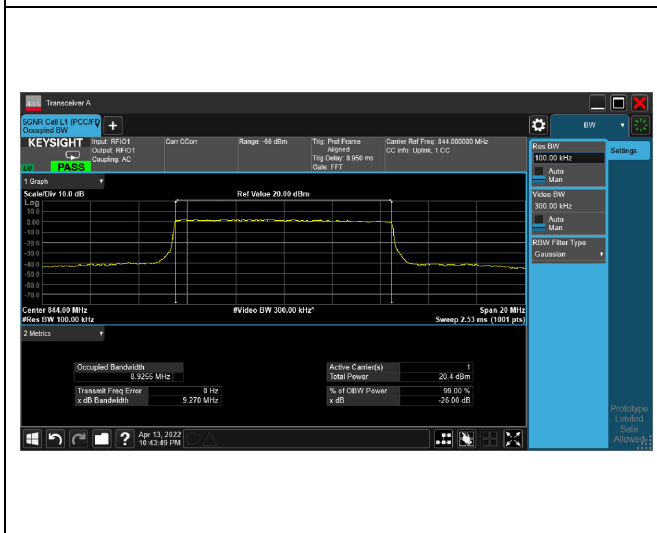 Transceiver A
5GNR Cell L1 (PCC/FD
Occupied BW
BW
KEYSIGHT
Input: RFIO1
Output: RFIO1
Coupling: AC
Corr CCorr
Range: -60 dBm
Trig: Prot Frame
Aligned
Trig Delay: 8.950 ms
Gate: FFT
Carrier Ref Freq: 844.000000 MHz
CC Info: Uplink, 1 CC
PASS
Res BW
100.00 kHz
Auto
Man
Video BW
300.00 kHz
Auto
Man
RBW Filter Type
Gaussian
Settings
1 Graph
Scale/Div 10.0 dB
Ref Value 20.00 dBm
Log
10.0
0.00
-10.0
-20.0
-30.0
-40.0
-50.0
-60.0
-70.0
Center 844.00 MHz
#Video BW 300.00 kHz*
Span 20 MHz
#Res BW 100.00 kHz
Sweep 2.53 ms (1001 pts)
2 Metrics
Occupied Bandwidth
8.9255 MHz
Active Carrier(s) 1
Total Power 20.4 dBm
Transmit Freq Error 0 Hz
x dB Bandwidth 9.270 MHz
% of OBW Power 99.00 %
x dB -26.00 dB
Apr 13, 2022
10:43:49 PM
Prototype
Limited
Sale
Allowed